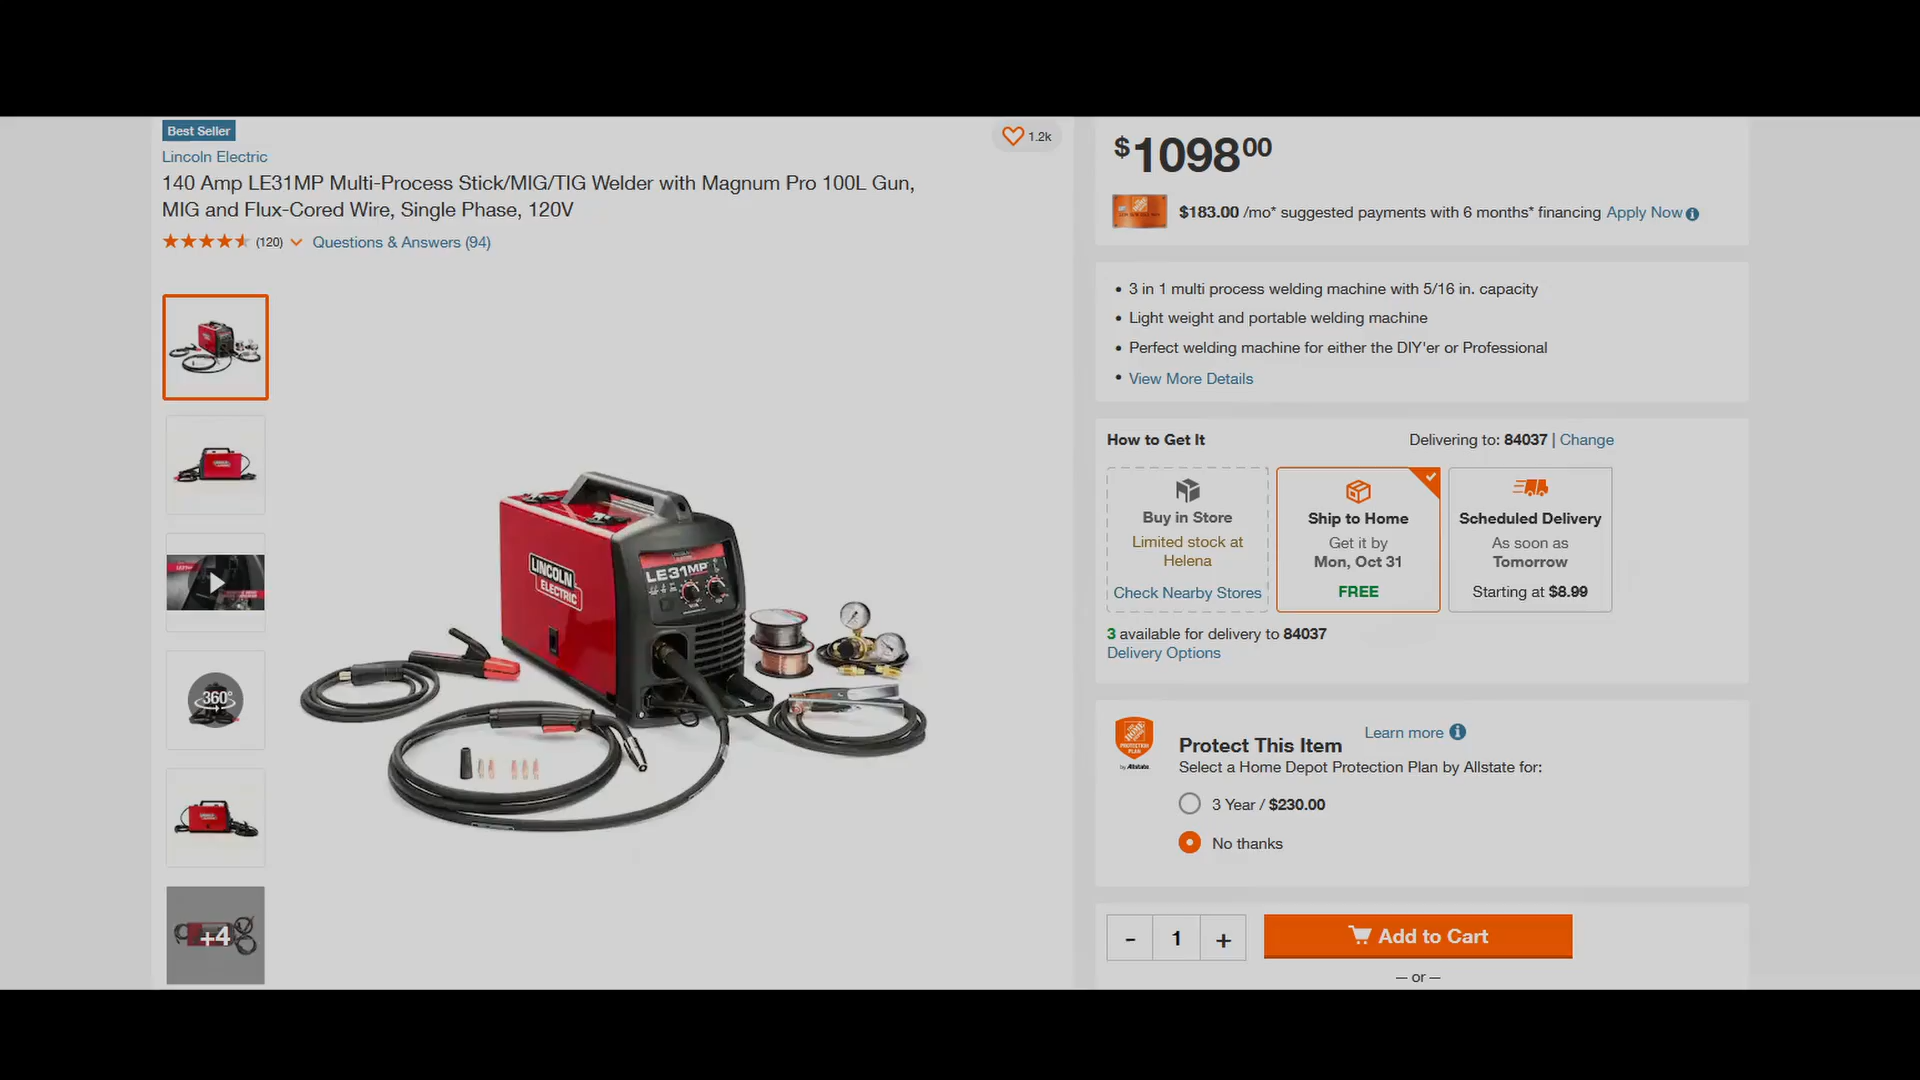 Best Seller
Lincoln Electric
140 Amp LE31MP Multi-Process Stick/MIG/TIG Welder with Magnum Pro 100L Gun,
MIG and Flux-Cored Wire, Single Phase, 120V
(120) Questions & Answers (94)
1.2k
360°
+4
LINCOLN
ELECTRIC
LE31MP
$1098 00
$183.00 /mo* suggested payments with 6 months* financing Apply Now
• 3 in 1 multi process welding machine with 5/16 in. capacity
• Light weight and portable welding machine
• Perfect welding machine for either the DIY'er or Professional
• View More Details
How to Get It
Delivering to: 84037 | Change
Buy in Store
Limited stock at
Helena
Check Nearby Stores
Ship to Home
Get it by
Mon, Oct 31
FREE
Scheduled Delivery
As soon as
Tomorrow
Starting at $8.99
3 available for delivery to 84037
Delivery Options
Protect This Item
Learn more
Select a Home Depot Protection Plan by Allstate for:
3 Year / $230.00
No thanks
- 1 +
Add to Cart
— or —